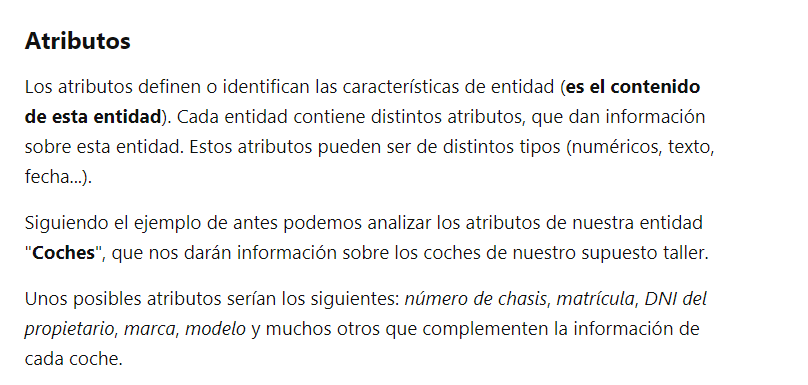 Atributos
Los atributos definen o identifican las características de entidad (es el contenido
de esta entidad). Cada entidad contiene distintos atributos, que dan información
sobre esta entidad. Estos atributos pueden ser de distintos tipos (numéricos, texto,
fecha...).
Siguiendo el ejemplo de antes podemos analizar los atributos de nuestra entidad
"Coches", que nos darán información sobre los coches de nuestro supuesto taller.
Unos posibles atributos serían los siguientes: número de chasis, matrícula, DNI del
propietario, marca, modelo y muchos otros que complementen la información de
cada coche.